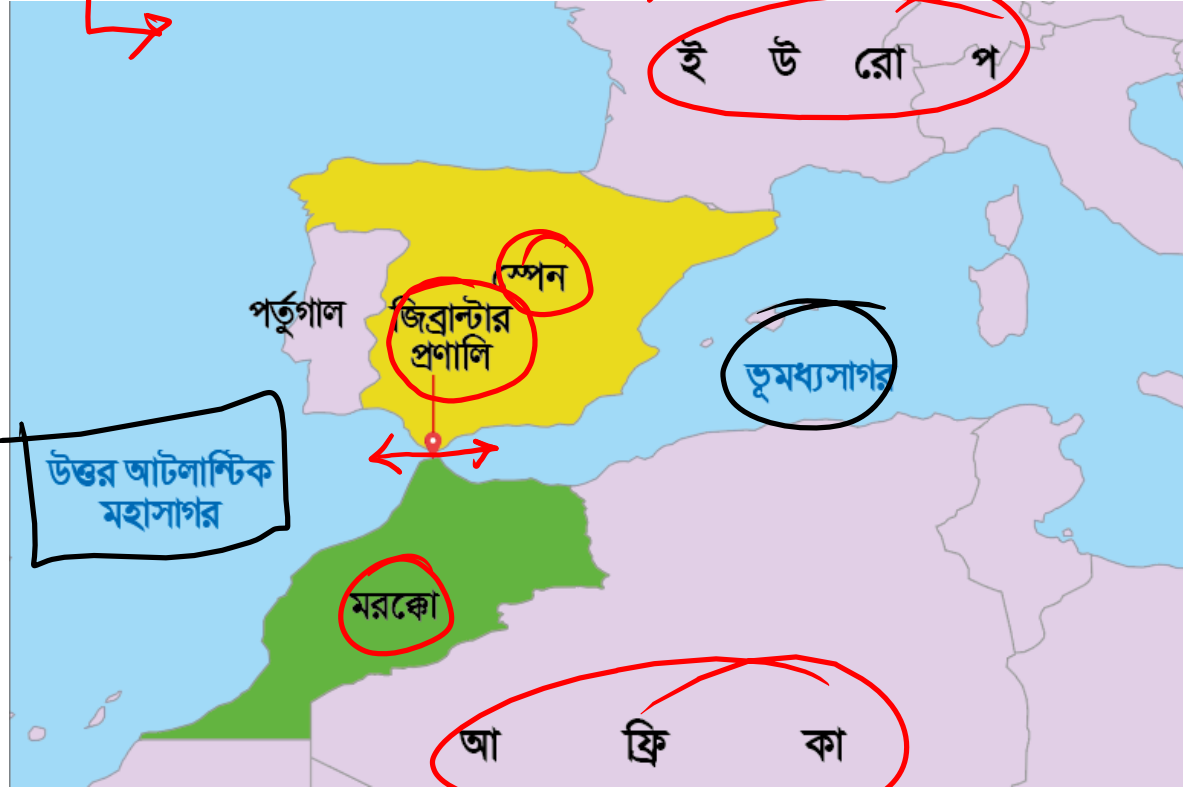 ই উ রো প
স্পেন
পর্তুগাল
জিব্রাল্টার
প্রণালি
ভূমধ্যসাগর
উত্তর আটলান্টিক
মহাসাগর
মরক্কো
আ ফ্রি কা